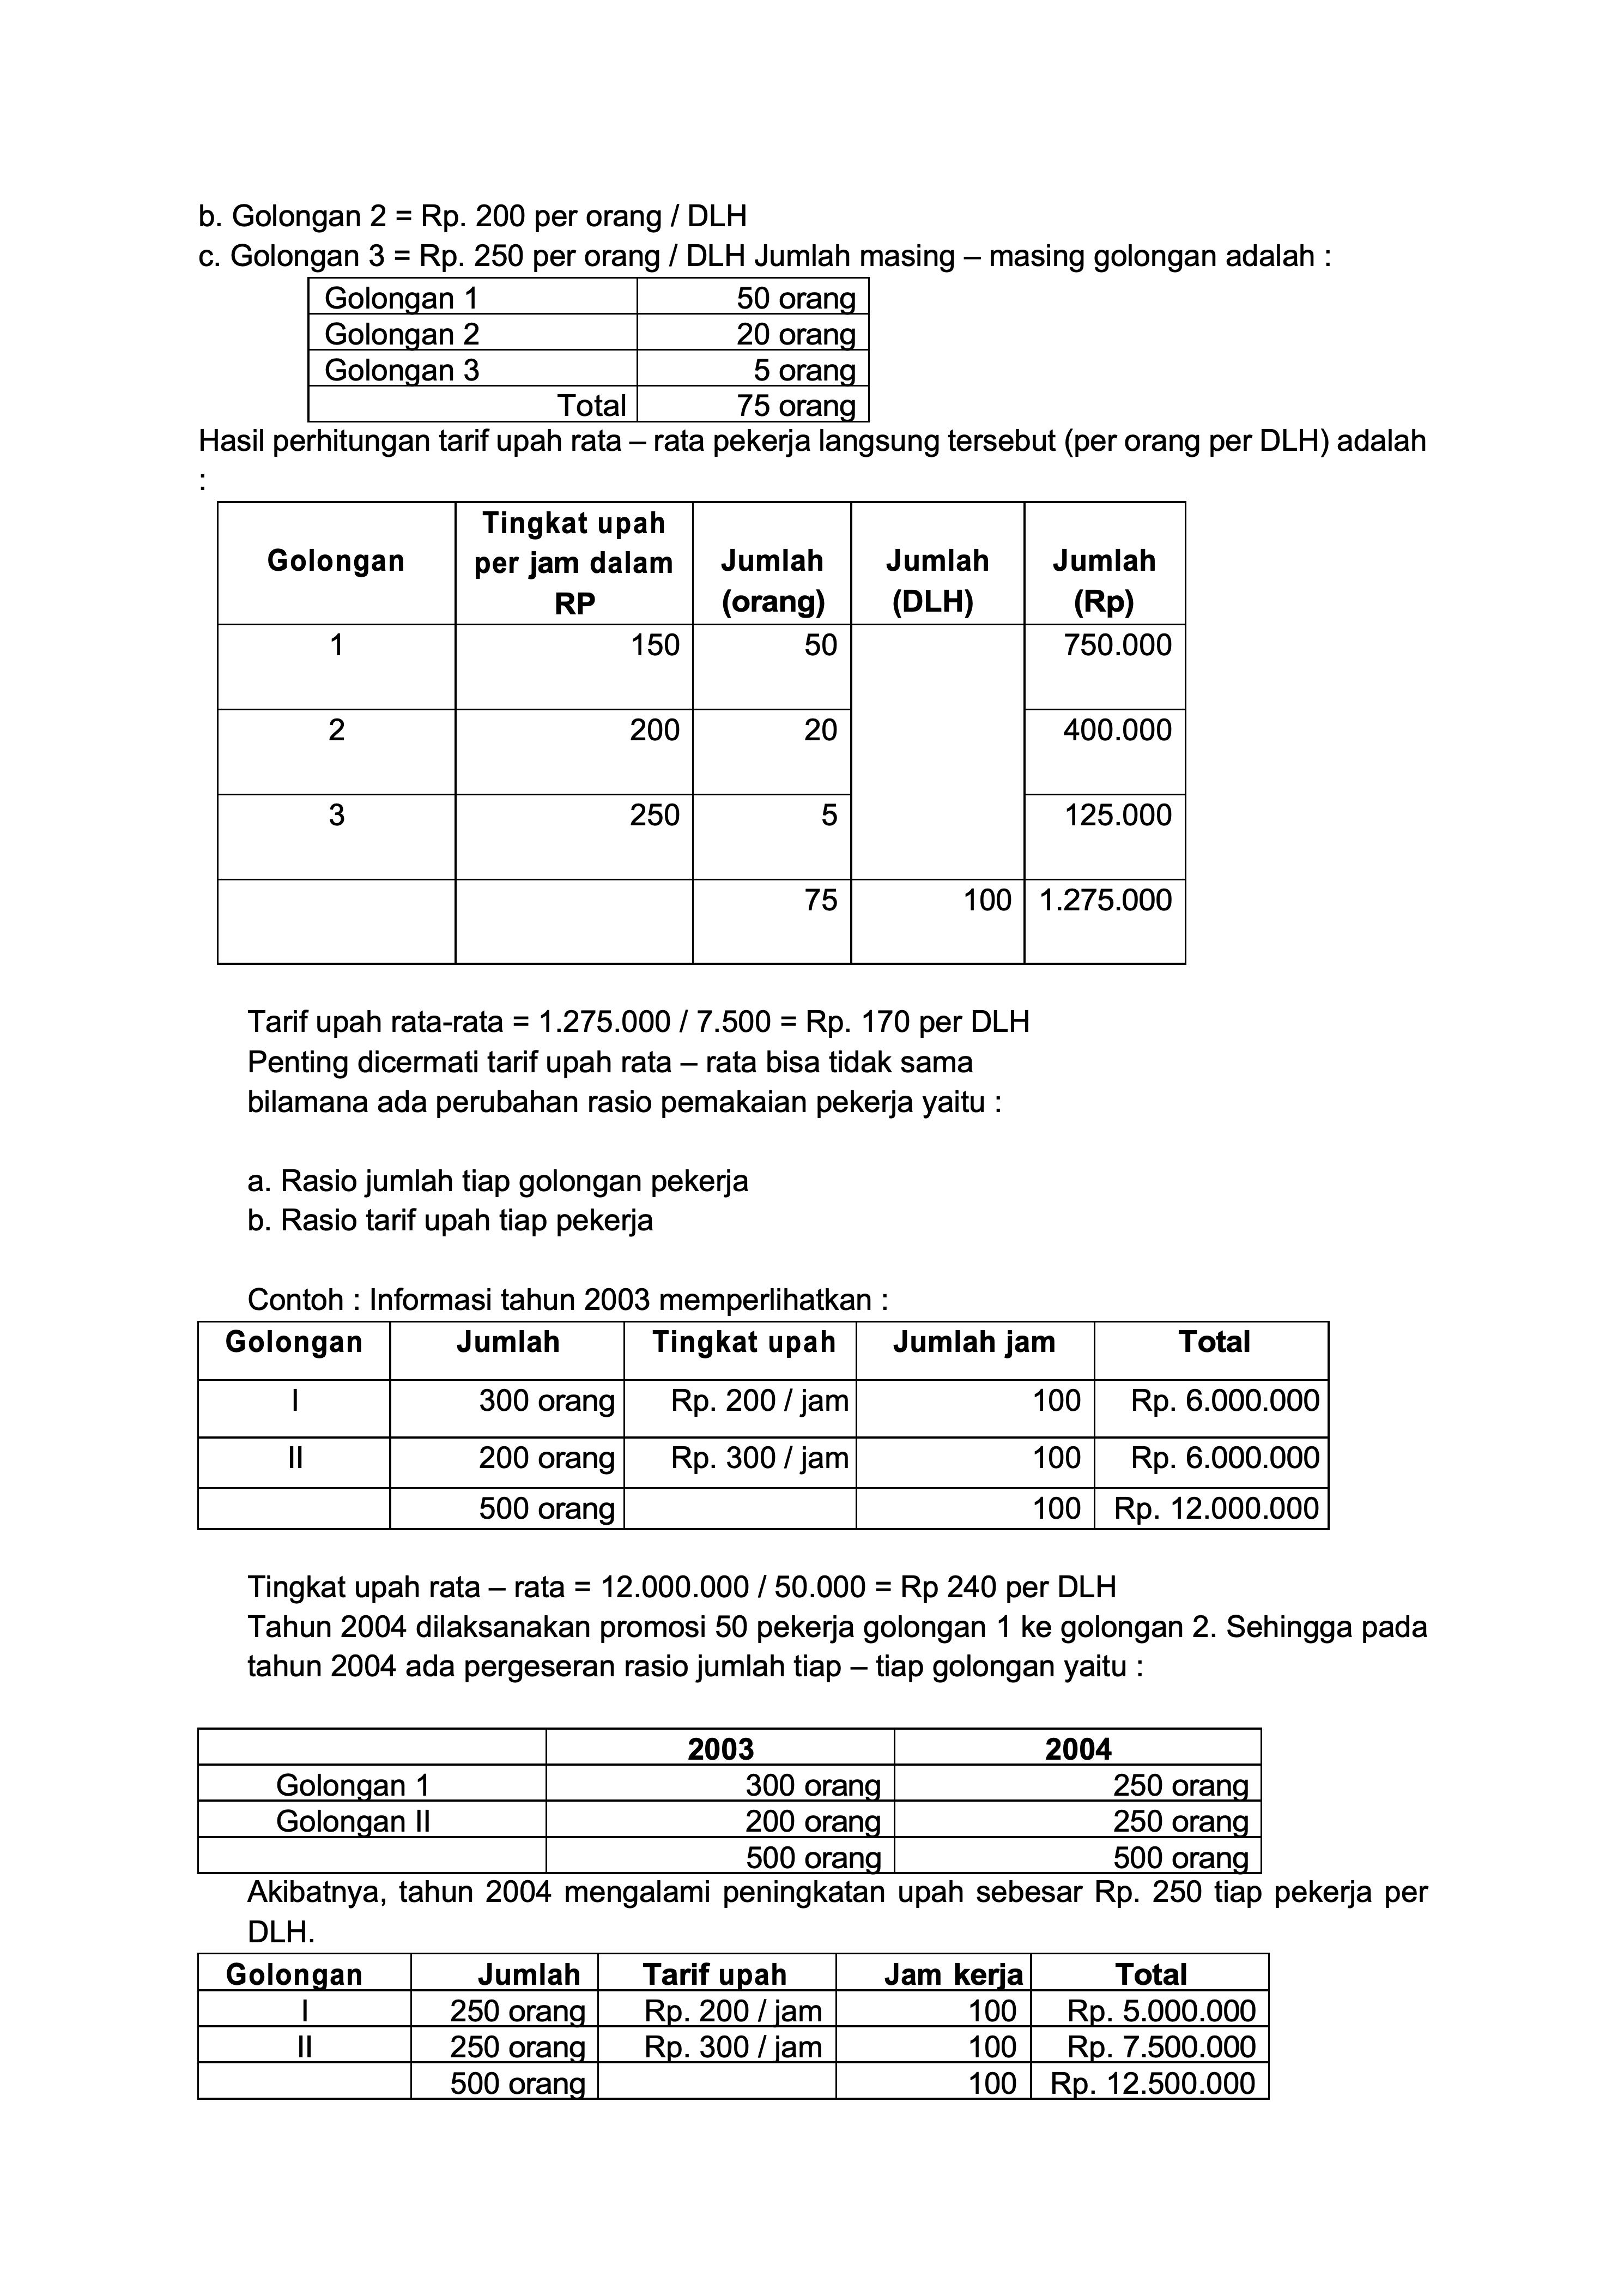 b. Golongan 2 = Rp. 200 per orang / DLH
c. Golongan 3 = Rp. 250 per orang / DLH Jumlah masing – masing golongan adalah :
Golongan 1 50 orang
Golongan 2 20 orang
Golongan 3 5 orang
Total 75 orang
Hasil perhitungan tarif upah rata – rata pekerja langsung tersebut (per orang per DLH) adalah
:
Golongan Tingkat upah per jam dalam RP Jumlah (orang) Jumlah (DLH) Jumlah (Rp)
1 150 50 750.000
2 200 20 400.000
3 250 5 125.000
75 100 1.275.000
Tarif upah rata-rata = 1.275.000 / 7.500 = Rp. 170 per DLH
Penting dicermati tarif upah rata – rata bisa tidak sama
bilamana ada perubahan rasio pemakaian pekerja yaitu :
a. Rasio jumlah tiap golongan pekerja
b. Rasio tarif upah tiap pekerja
Contoh : Informasi tahun 2003 memperlihatkan :
Golongan Jumlah Tingkat upah Jumlah jam Total
I 300 orang Rp. 200 / jam 100 Rp. 6.000.000
II 200 orang Rp. 300 / jam 100 Rp. 6.000.000
500 orang 100 Rp. 12.000.000
Tingkat upah rata – rata = 12.000.000 / 50.000 = Rp 240 per DLH
Tahun 2004 dilaksanakan promosi 50 pekerja golongan 1 ke golongan 2. Sehingga pada
tahun 2004 ada pergeseran rasio jumlah tiap – tiap golongan yaitu :
2003 2004
Golongan 1 300 orang 250 orang
Golongan II 200 orang 250 orang
500 orang 500 orang
Akibatnya, tahun 2004 mengalami peningkatan upah sebesar Rp. 250 tiap pekerja per
DLH.
Golongan Jumlah Tarif upah Jam kerja Total
I 250 orang Rp. 200 / jam 100 Rp. 5.000.000
II 250 orang Rp. 300 / jam 100 Rp. 7.500.000
500 orang 100 Rp. 12.500.000